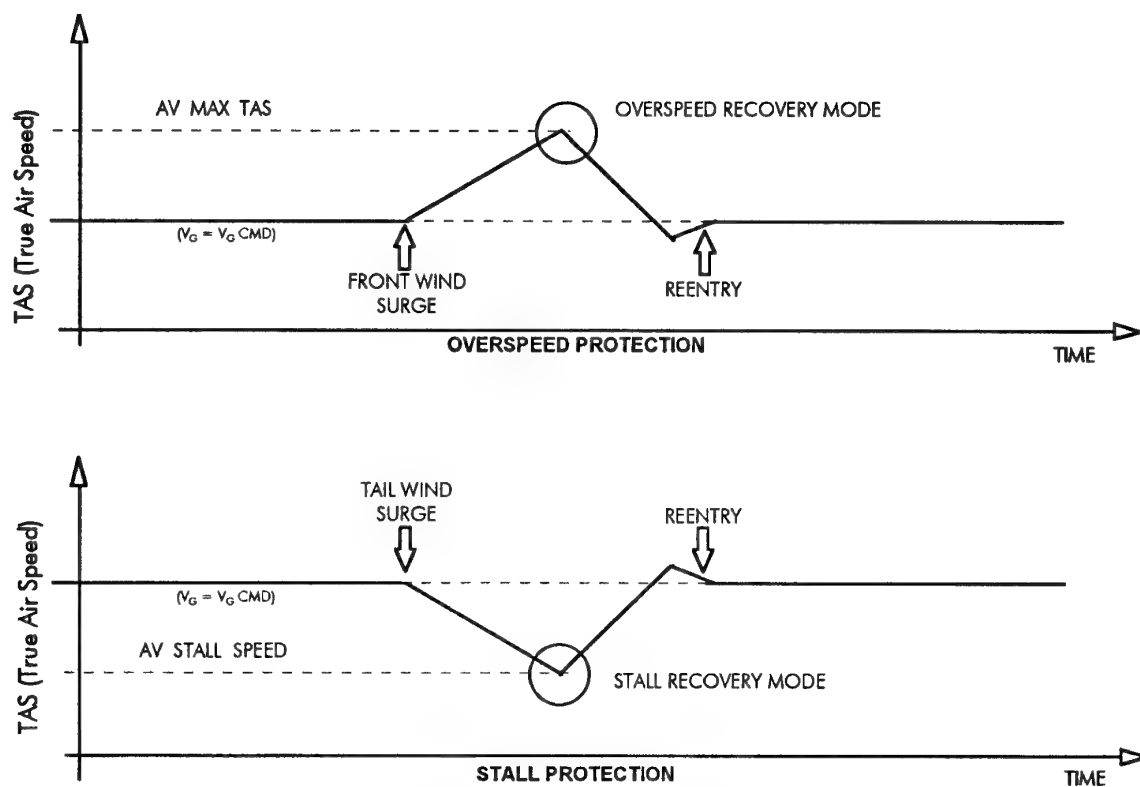 TAS (True Air Speed)
AV MAX TAS
OVERSPEED RECOVERY MODE
(VG = VG CMD)
FRONT WIND
SURGE
REENTRY
OVERSPEED PROTECTION
TIME
TAS (True Air Speed)
TAIL WIND
SURGE
REENTRY
(VG = VG CMD)
AV STALL SPEED
STALL RECOVERY MODE
STALL PROTECTION
TIME